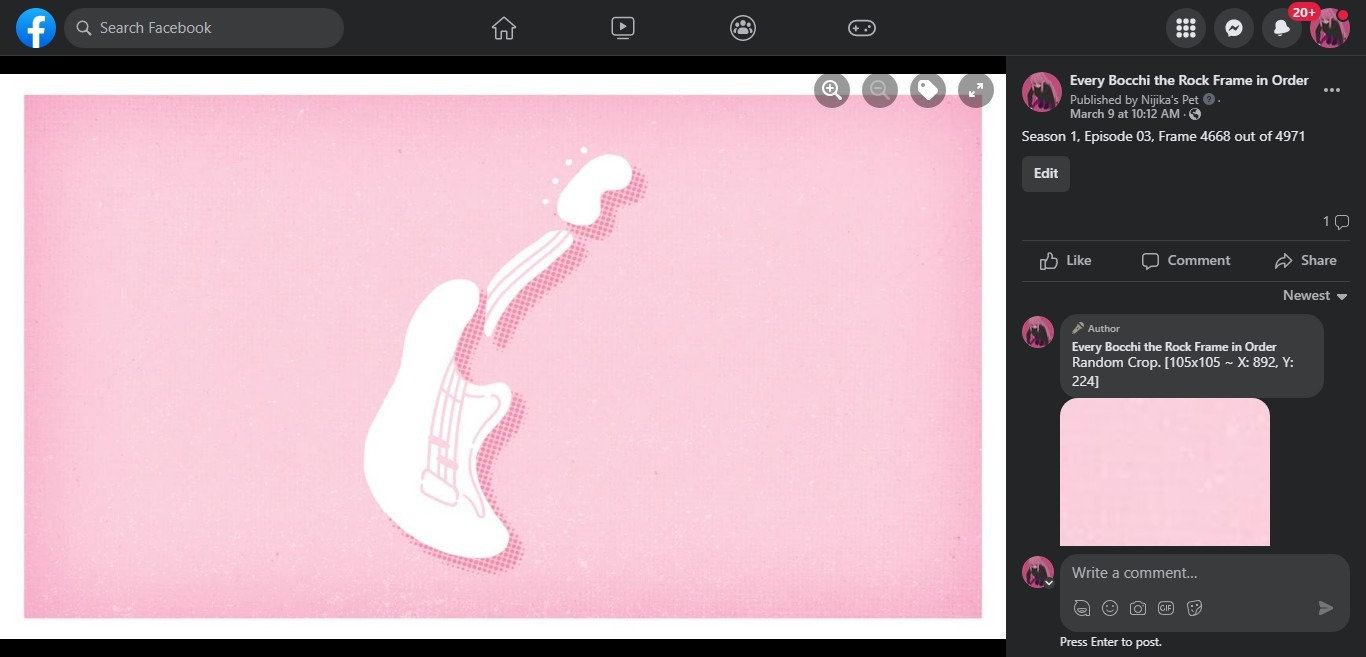 Search Facebook
20+
Every Bocchi the Rock Frame in Order
Published by Nijika's Pet ? ·
March 9 at 10:12 AM ·
Season 1, Episode 03, Frame 4668 out of 4971
Edit
1
Like Comment Share
Newest
Author
Every Bocchi the Rock Frame in Order
Random Crop. [105x105 ~ X: 892, Y:
224]
Write a comment...
GIF
Press Enter to post.